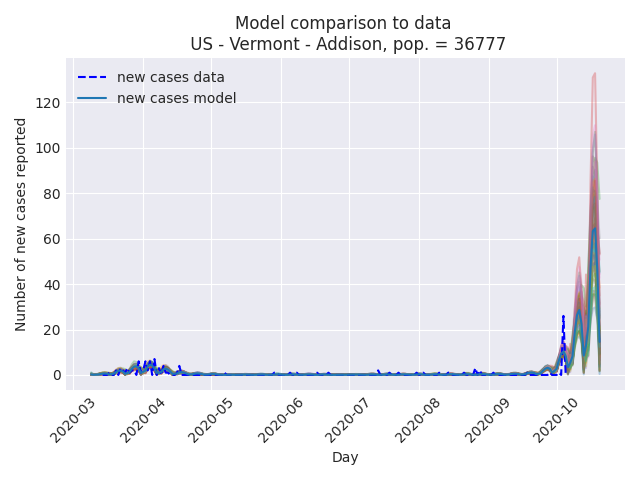 Model comparison to data
US - Vermont - Addison, pop. = 36777
new cases data
new cases model
Number of new cases reported
120
100
80
60
40
20
0
2020-03
2020-04
2020-05
2020-06
2020-07
2020-08
2020-09
2020-10
Day